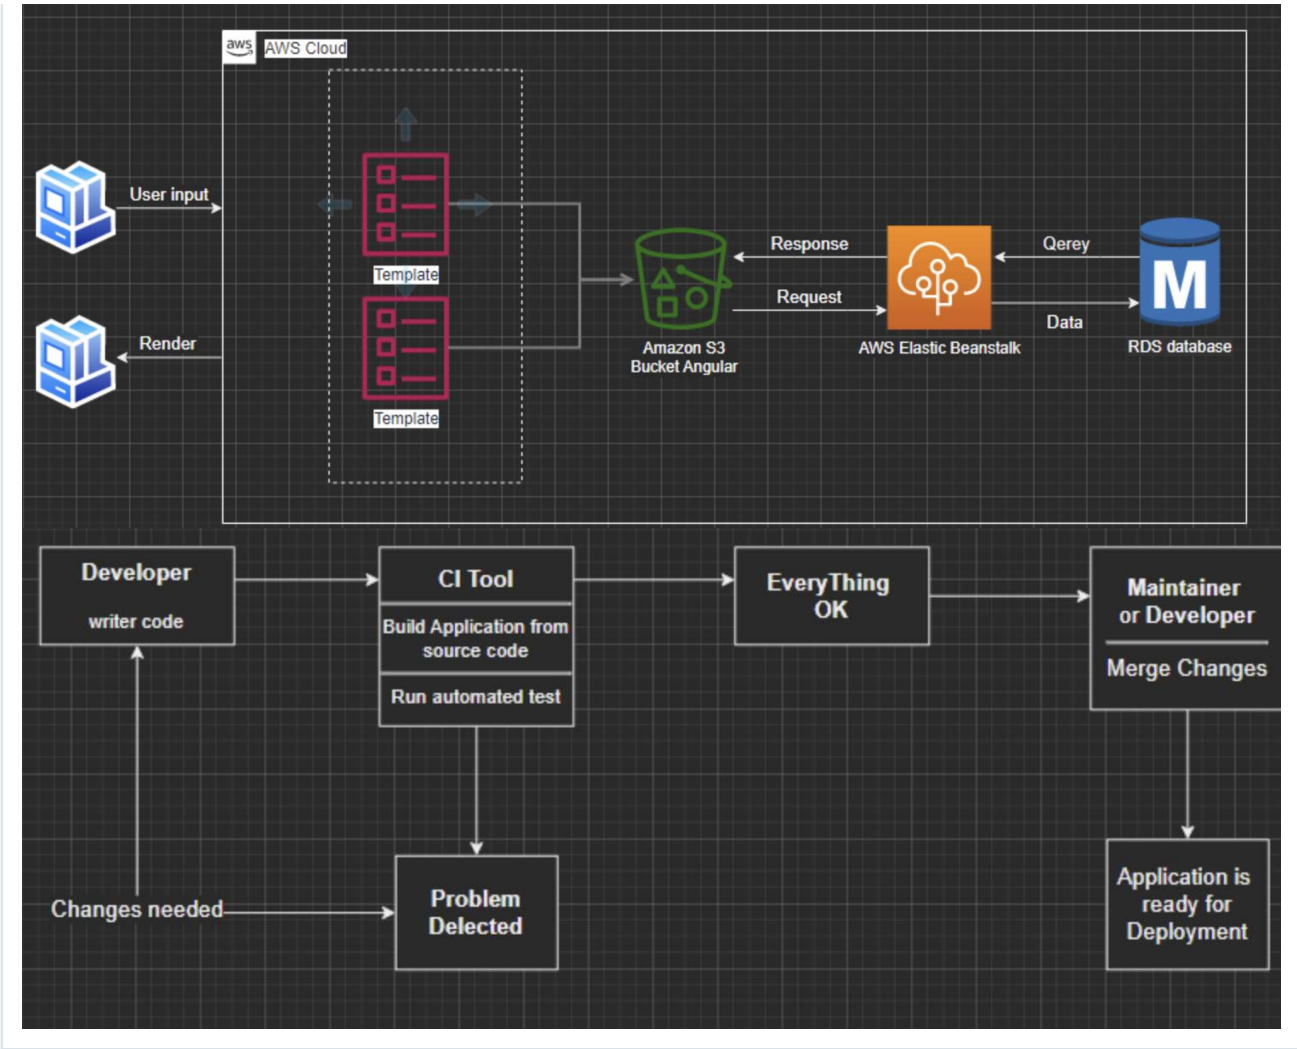 aws
AWS Cloud
User input
Render
Template
Template
Response
Request
Qerey
Data
M
Amazon S3
Bucket Angular
AWS Elastic Beanstalk
RDS database
Developer
writer code
CI Tool
Build Application from
source code
Run automated test
EveryThing
OK
Maintainer
or Developer
Merge Changes
Changes needed
Problem
Delected
Application is
ready for
Deployment